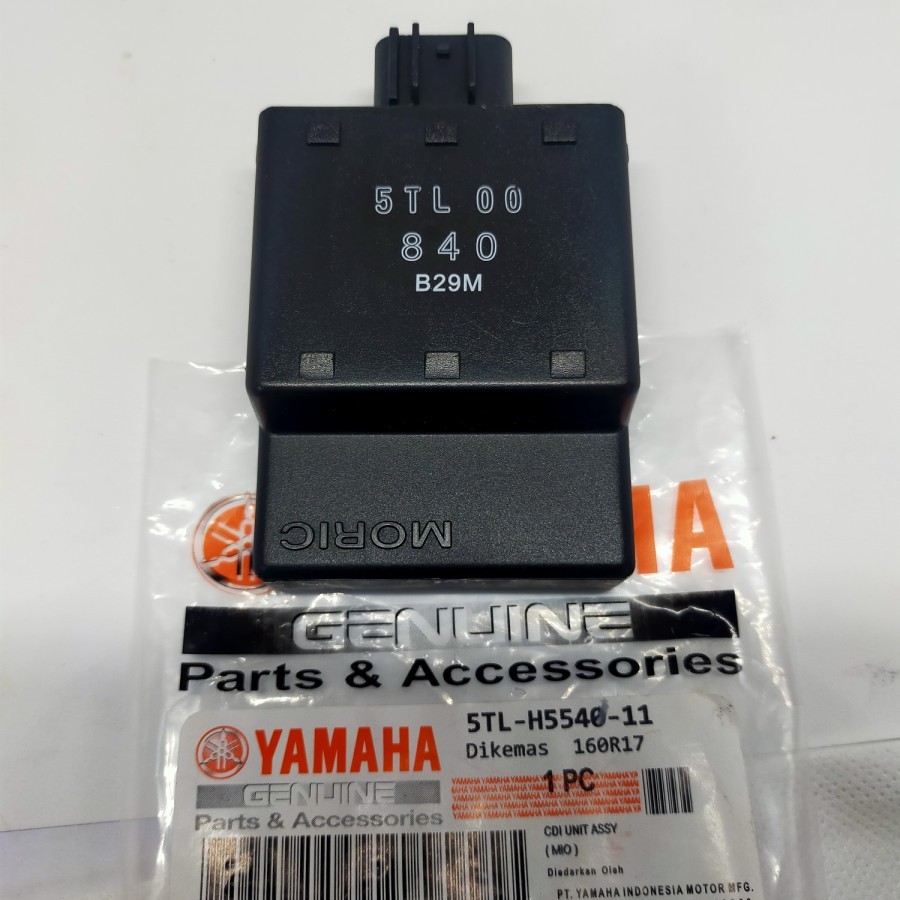 5TL 00
840
B29M
MORIC
GENUINE
Parts & Accessories
5TL-H5540-11
YAMAHA
Dikemas 160R17
GENUINE
1 PC
Parts & Accessories
CDI UNIT ASSY
( MIO )
Diedarkan Oleh
PT. YAMAHA INDONESIA MOTOR MFG.